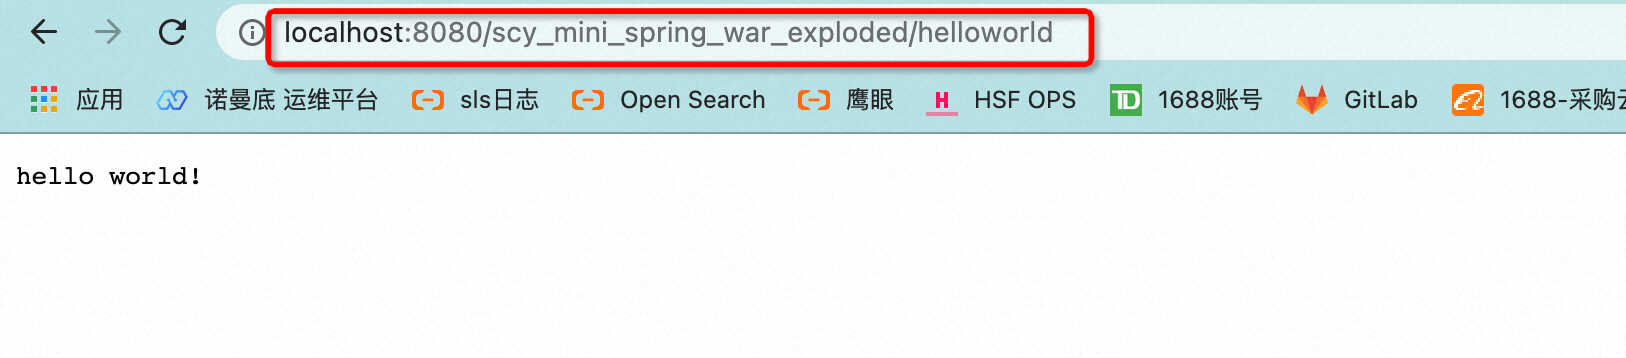 localhost:8080/scy_mini_spring_war_exploded/helloworld
应用 诺曼底 运维平台 sls日志 Open Search 鹰眼 H HSF OPS TD 1688账号 GitLab 1688-采购
hello world!